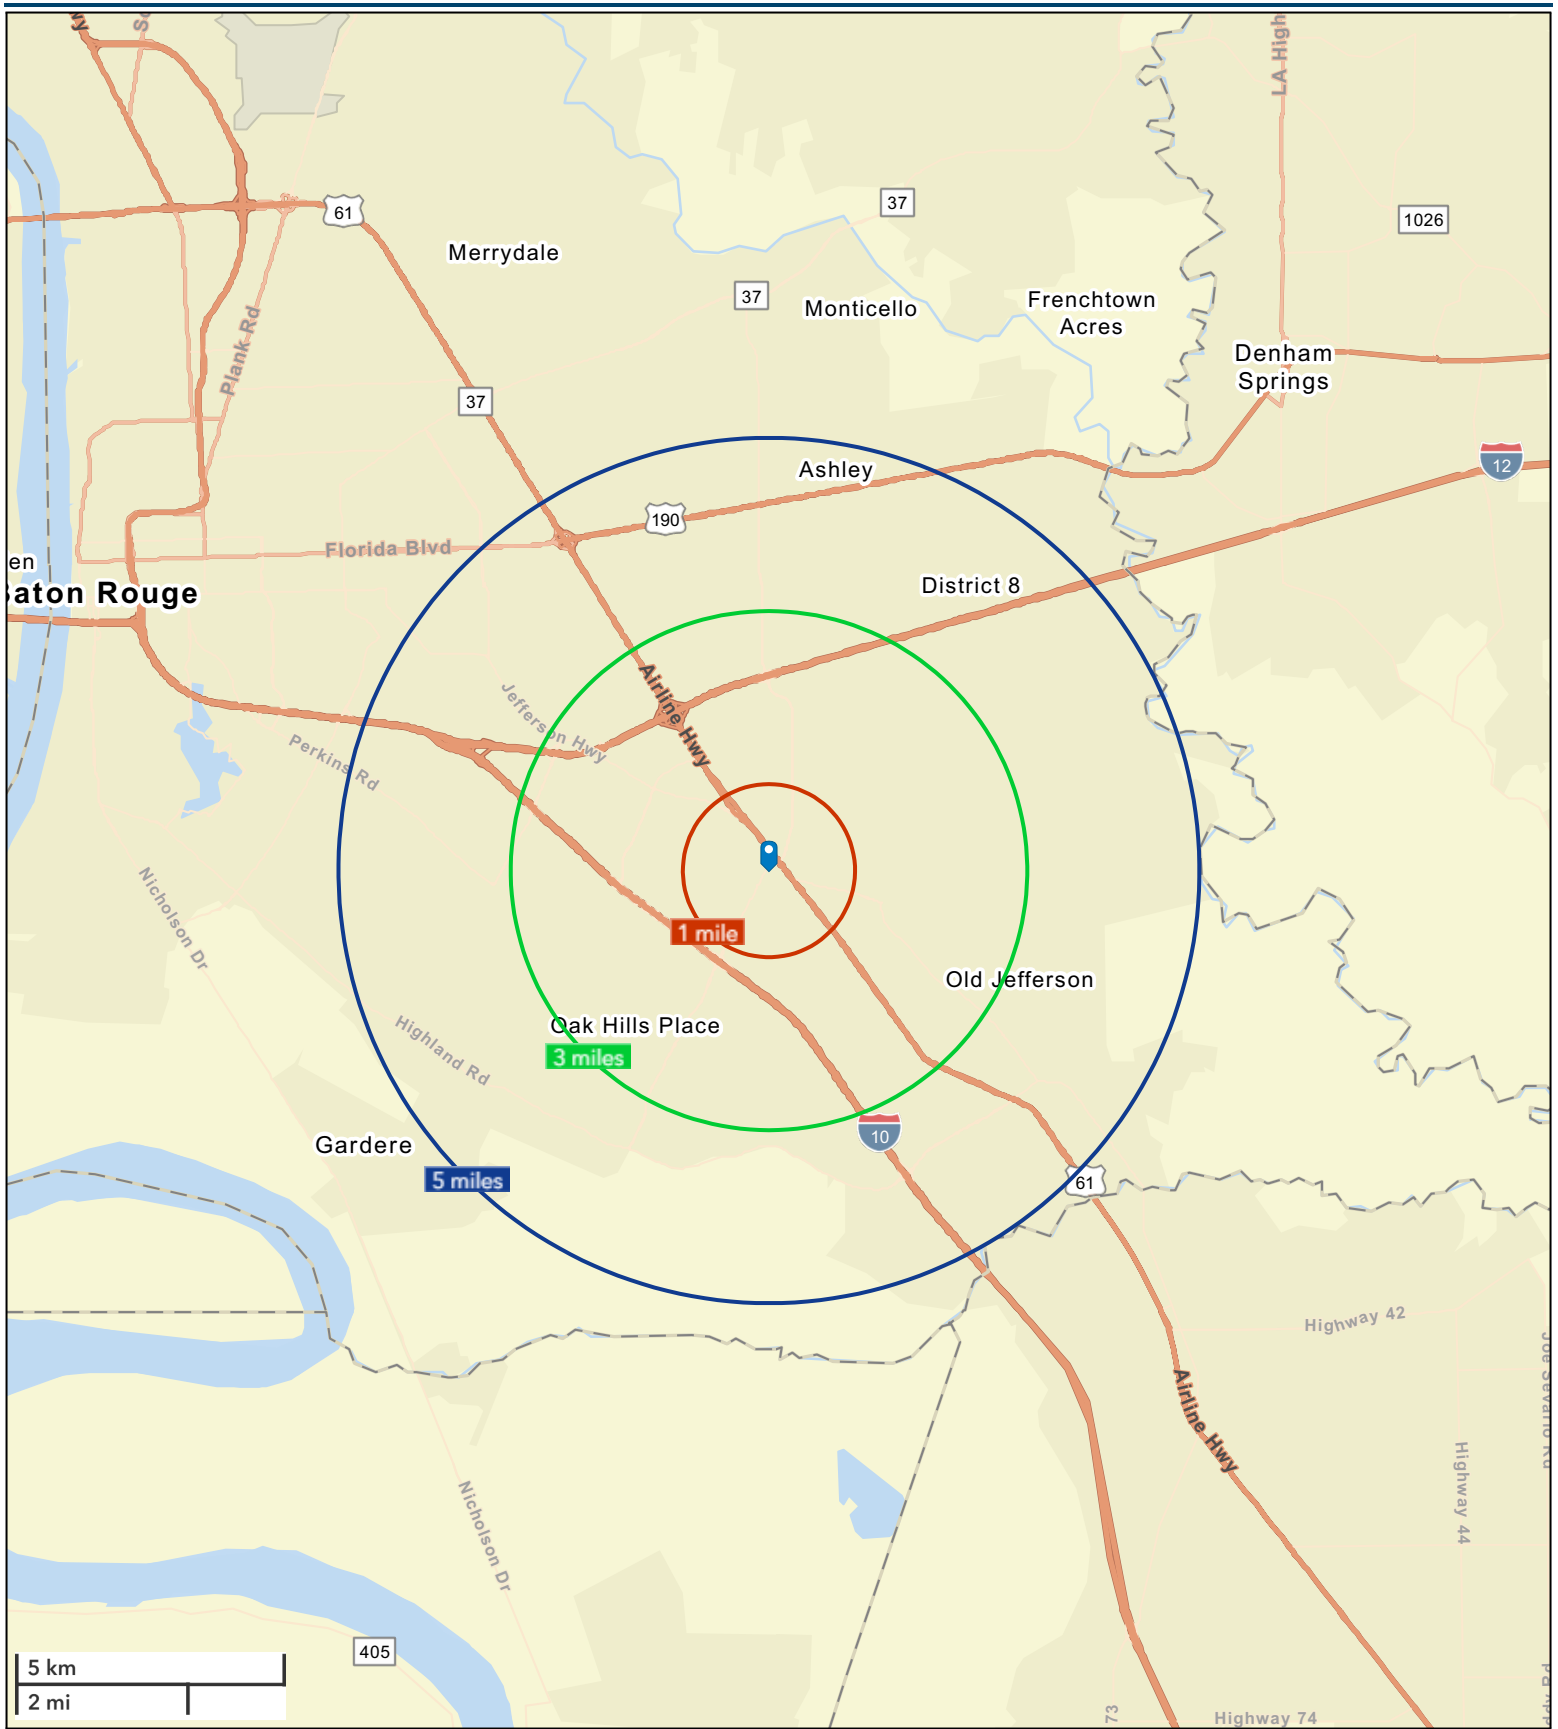 LA High
61
37
1026
Merrydale
37
Monticello
Frenchtown
Acres
Plank Rd
Denham
Springs
37
Ashley
12
190
Florida Blvd
en
Baton Rouge
District 8
Airline Hwy
Jefferson Hwy
Perkins Rd
Nicholson Dr
1 mile
Old Jefferson
Oak Hills Place
Highland Rd
3 miles
10
Gardere
5 miles
61
Highway 42
Airline Hwy
Highway 44
Nicholson Dr
405
5 km
2 mi
73
Highway 74